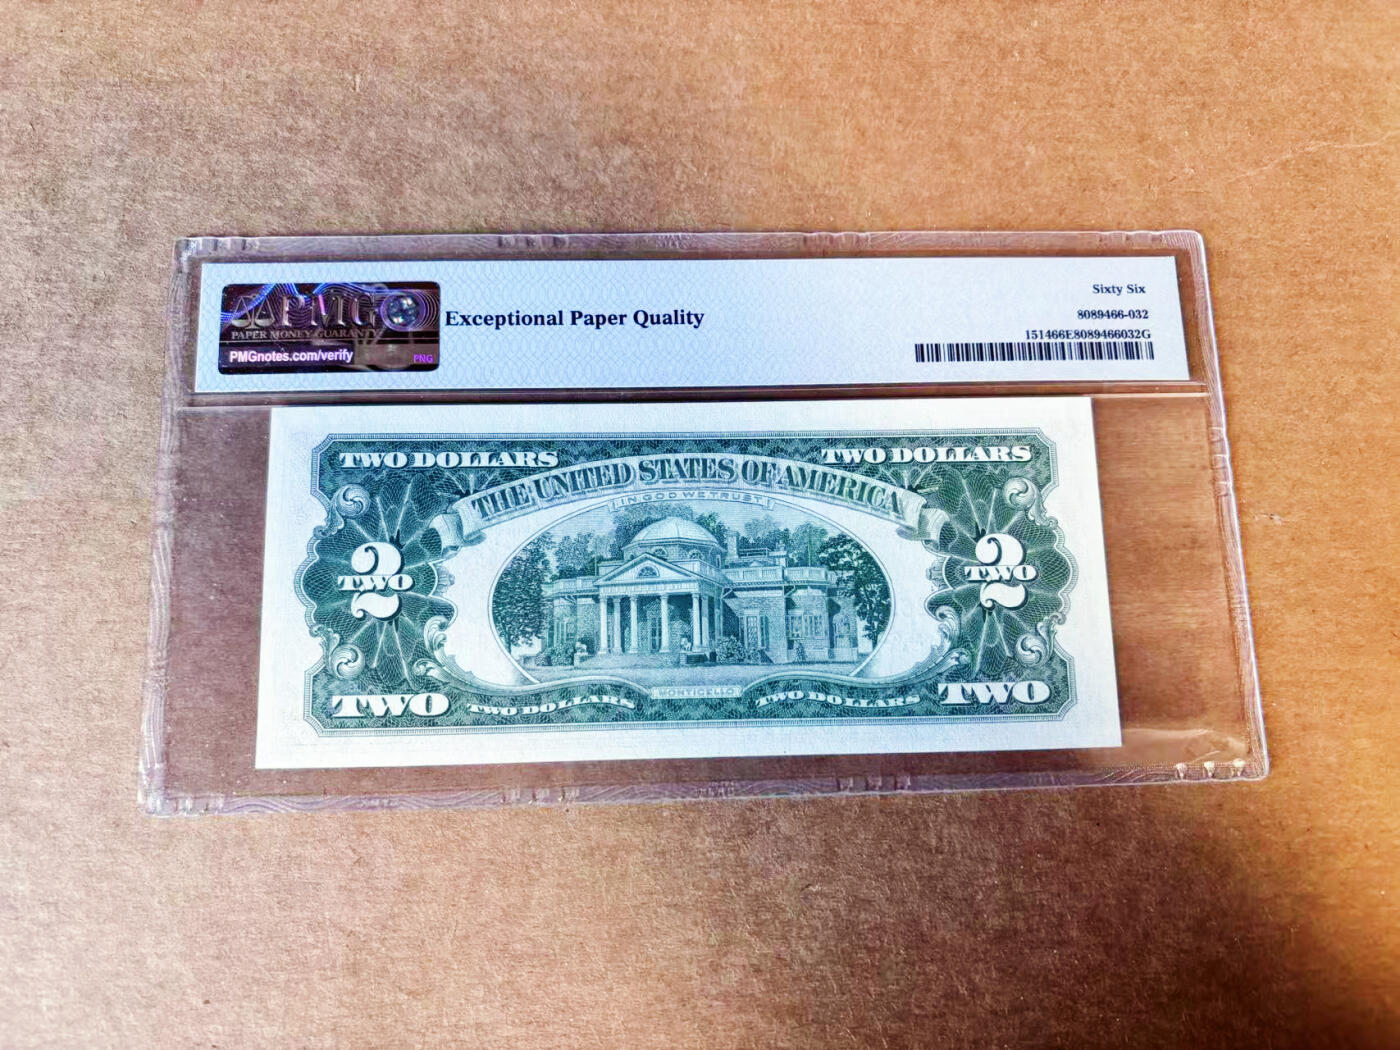 PMG
PAPER MONEY GUARANTY
PMGnotes.com/verify
PNG
Exceptional Paper Quality
Sixty Six
8089466-032
151466E8089466032G
TWO DOLLARS
TWO DOLLARS
THE UNITED STATES OF AMERICA
IN GOD WE TRUST
2
TWO
2
TWO
MONTICELLO
TWO
TWO DOLLARS
TWO DOLLARS
TWO